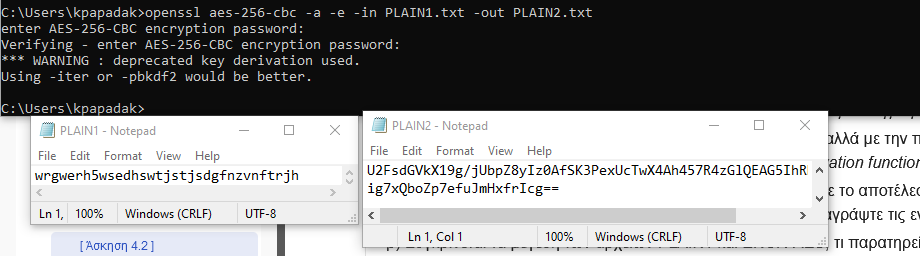 C:\Users\kpapadak>openssl aes-256-cbc -a -e -in PLAIN1.txt -out PLAIN2.txt
enter AES-256-CBC encryption password:
Verifying - enter AES-256-CBC encryption password:
*** WARNING : deprecated key derivation used.
Using -iter or -pbkdf2 would be better.
C:\Users\kpapadak>
PLAIN1 - Notepad
File Edit Format View Help
wrgwerh5wsedhswtjstjsdgfnzvnftrjh
Ln 1, 100% Windows (CRLF) UTF-8
[ Άσκηση 4.2 ]
PLAIN2 - Notepad
File Edit Format View Help
U2FsdGVkX19g/jUbpZ8yIz0AfSK3PexUcTwX4Ah457R4zGlQEAG5IhR
ig7xQboZp7efuJmHxfrIcg==
Ln 1, Col 1 100% Windows (CRLF) UTF-8
αλλά με την π
ation function
ε το αποτέλεσ
αγράψτε τις εν
τι παρατηρεί